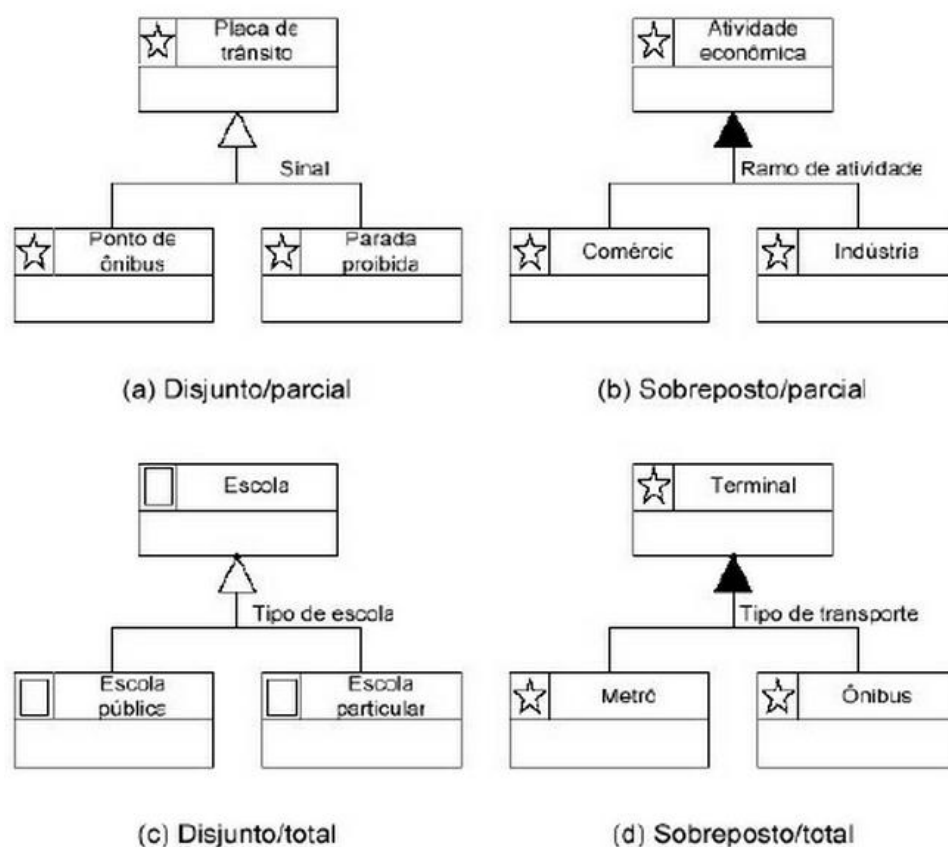 Placa de
trânsito
Atividade
econômica
Sinal
Ramo de atividade
Ponto de
ônibus
Parada
proibida
Comércio
Indústria
(a) Disjunto/parcial
(b) Sobreposto/parcial
Escola
Terminal
Tipo de escola
Tipo de transporte
Escola
pública
Escola
particular
Metrô
Ônibus
(c) Disjunto/total
(d) Sobreposto/total